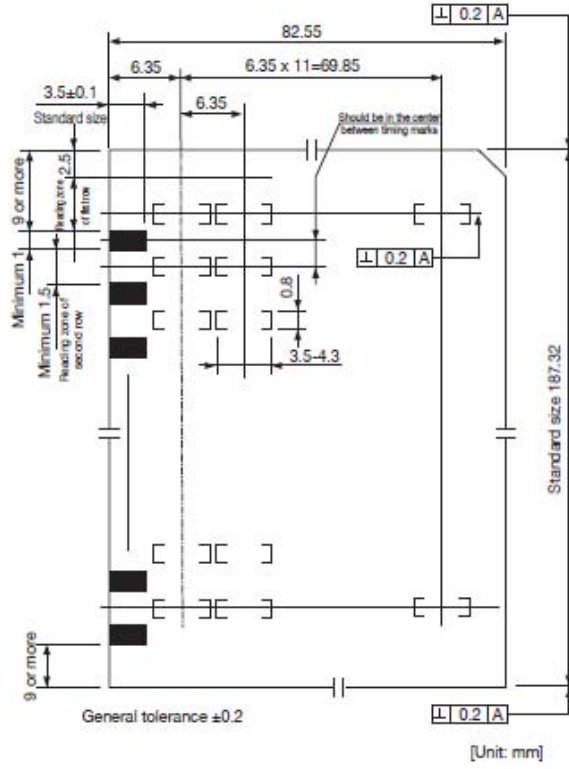 ⊥ 0.2 A
82.55
6.35
6.35 x 11=69.85
3.5±0.1
Standard size
6.35
Should be in the center
between timing marks
2.5
9 or more
Reading zone
of first row
⊥ 0.2 A
Minimum 1
Minimum 1.5
Reading zone of
second row
0.8
3.5-4.3
Standard size 187.32
9 or more
General tolerance ±0.2
⊥ 0.2 A
[Unit: mm]